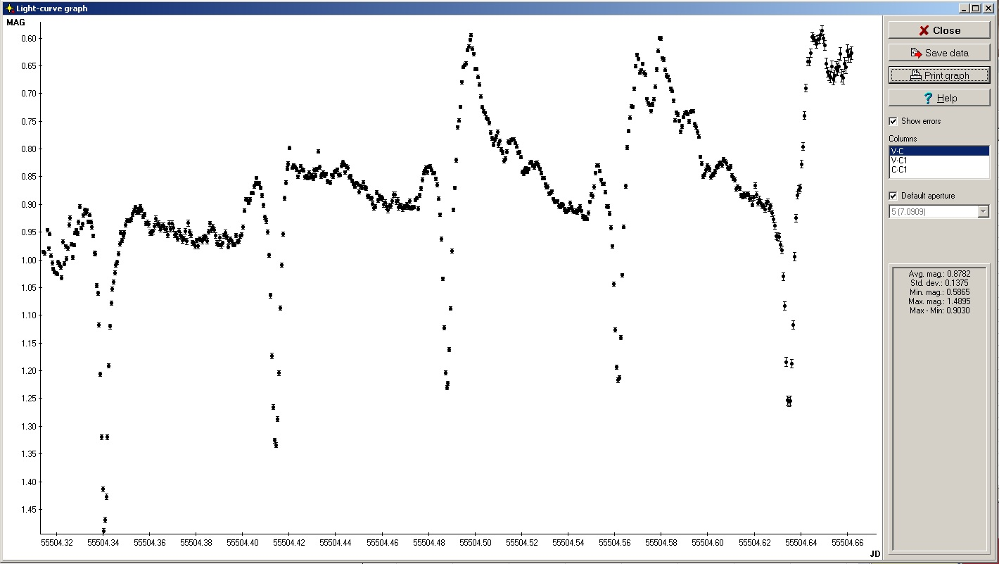 Light-curve graph
MAG
0.60
0.65
0.70
0.75
0.80
0.85
0.90
0.95
1.00
1.05
1.10
1.15
1.20
1.25
1.30
1.35
1.40
1.45
55504.32 55504.34 55504.36 55504.38 55504.40 55504.42 55504.44 55504.46 55504.48 55504.50 55504.52 55504.54 55504.56 55504.58 55504.60 55504.62 55504.64 55504.66
JD
Close
Save data
Print graph
Help
Show errors
Columns
V-C
V-C1
C-C1
Default aperture
5 (7.0909)
Avg. mag.: 0.8782
Std. dev.: 0.1375
Min. mag.: 0.5865
Max. mag.: 1.4895
Max - Min: 0.9030